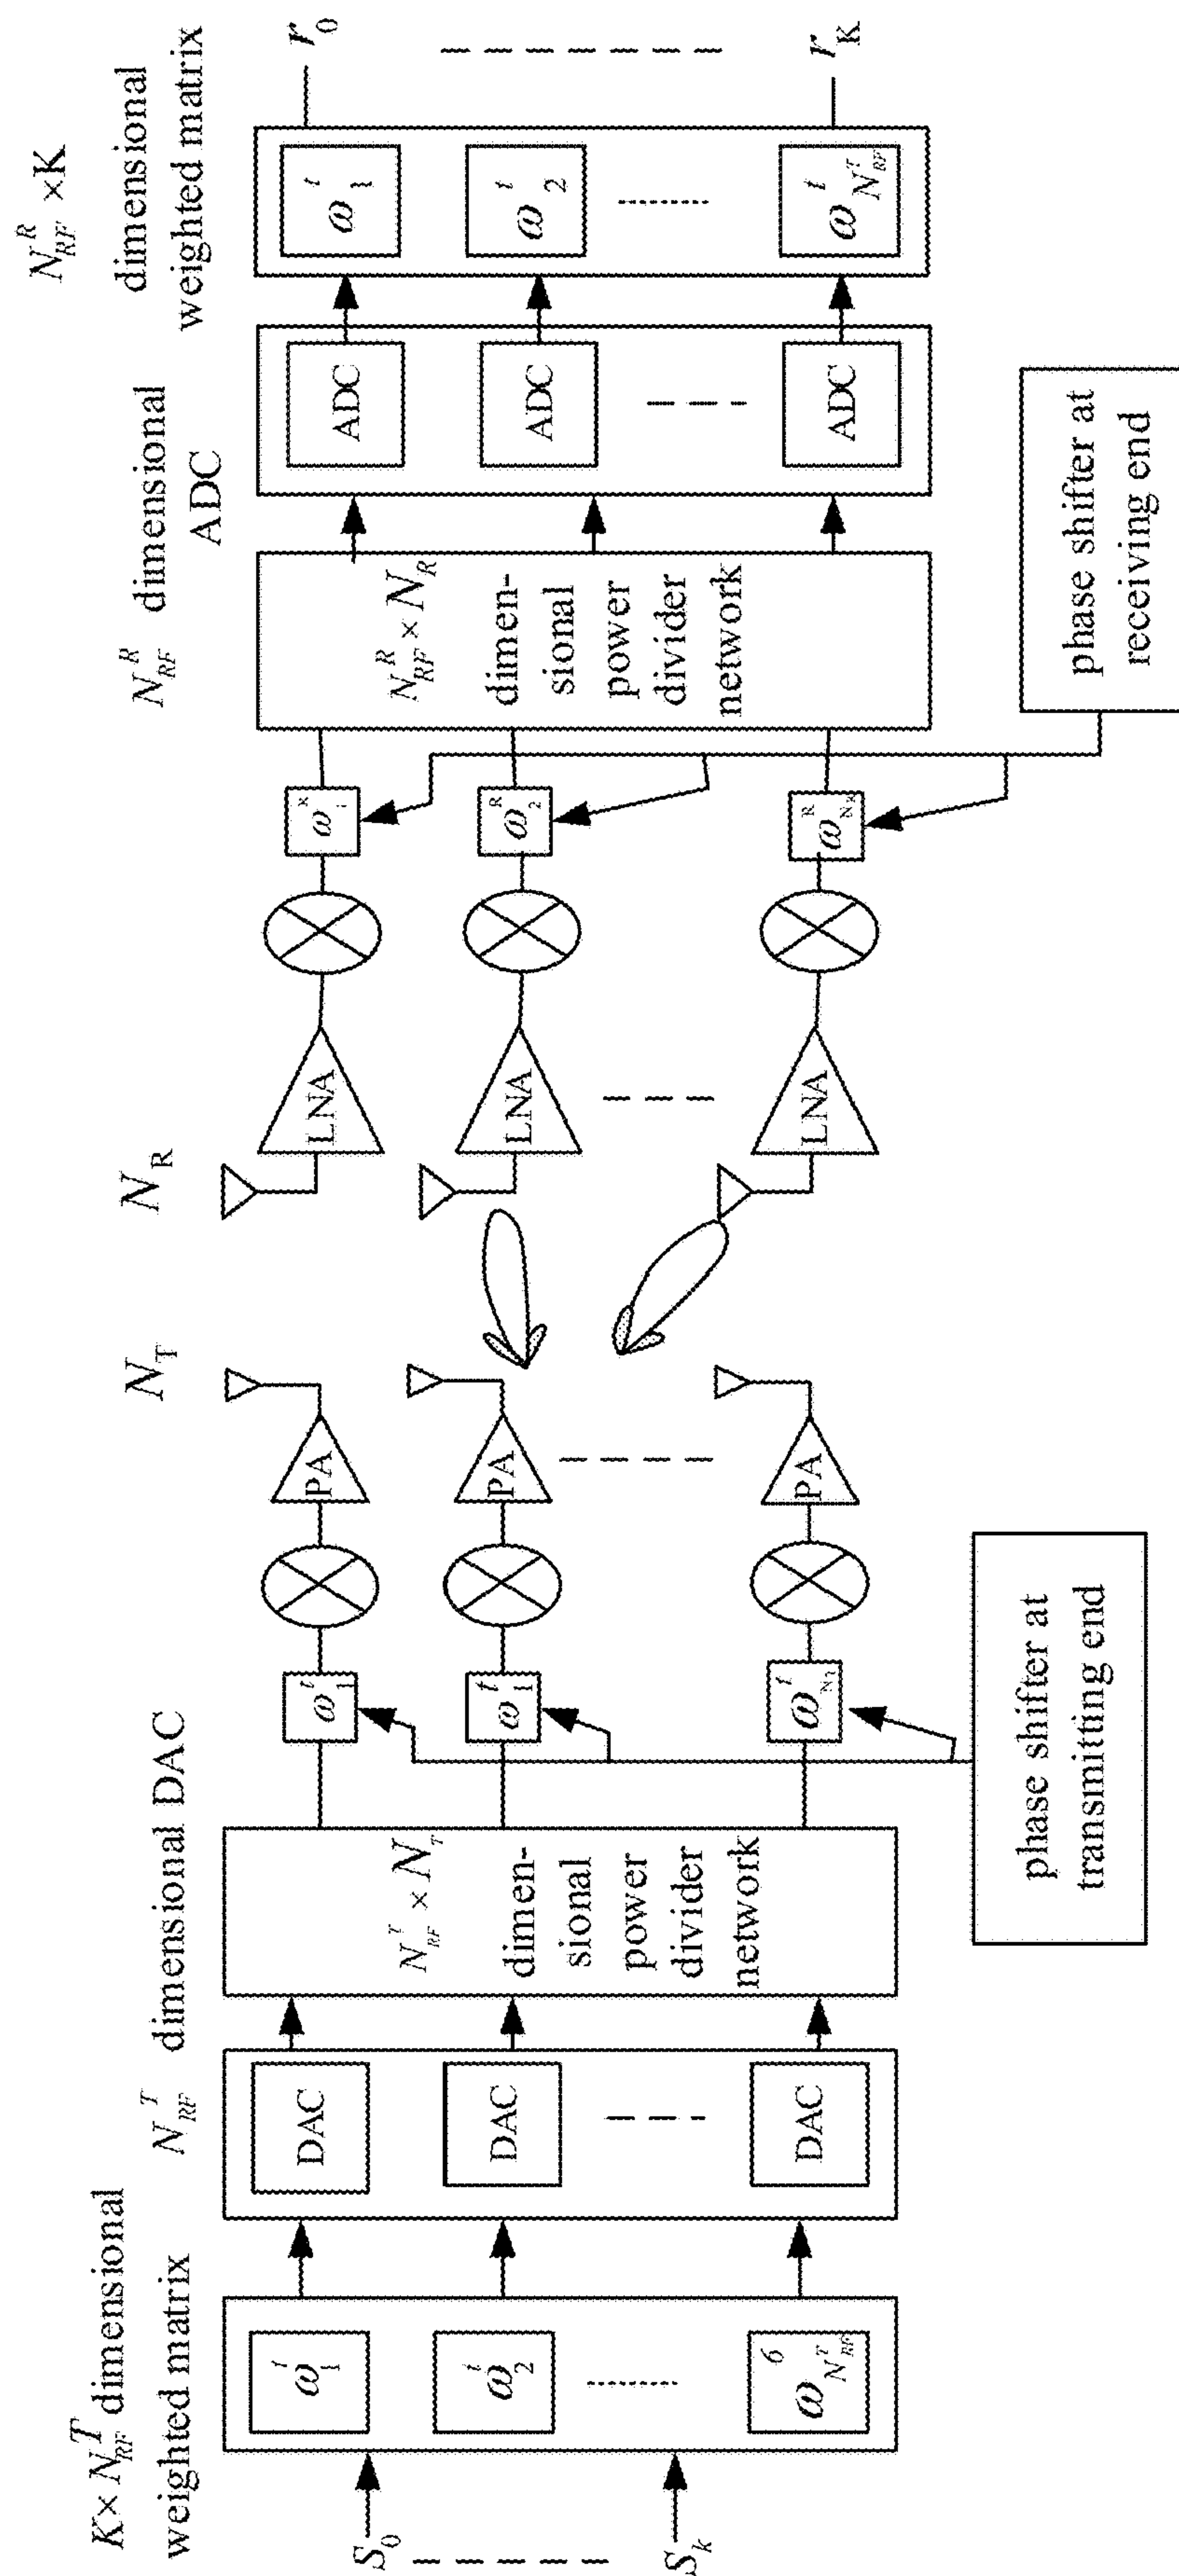 K× N_RF^T dimensional
weighted matrix
N_RF^T dimensional DAC
N_T
N_R
N_RF^R dimensional
ADC
N_RF^R ×K
dimensional
weighted matrix
S_0
S_k
ω_1^t
ω_2^t
ω_{N_RF^T}^6
DAC
DAC
DAC
N_RF^T × N_T
dimen-
sional
power
divider
network
ω_1^t
ω_1^t
ω_{N_T}^t
phase shifter at
transmitting end
PA
PA
PA
LNA
LNA
LNA
ω_1^R
ω_2^R
ω_{N_R}^R
phase shifter at
receiving end
N_RF^R × N_R
dimen-
sional
power
divider
network
ADC
ADC
ADC
ω_1^t
ω_2^t
ω_{N_RF^T}^t
r_0
r_K